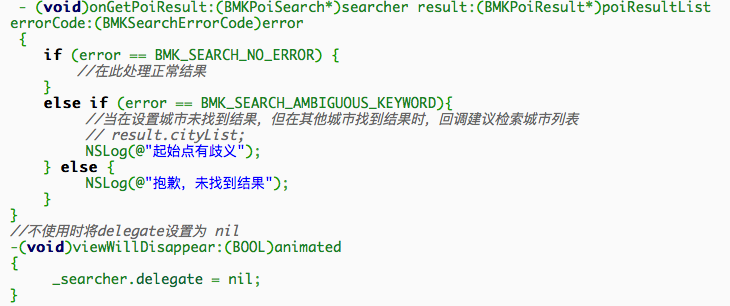 - (void)onGetPoiResult:(BMKPoiSearch*)searcher result:(BMKPoiResult*)poiResultList
errorCode:(BMKSearchErrorCode)error
{
    if (error == BMK_SEARCH_NO_ERROR) {
        //在此处理正常结果
    }
    else if (error == BMK_SEARCH_AMBIGUOUS_KEYWORD){
        //当在设置城市未找到结果，但在其他城市找到结果时，回调建议检索城市列表
        // result.cityList;
        NSLog(@"起始点有歧义");
    } else {
        NSLog(@"抱歉，未找到结果");
    }
}
//不使用时将delegate设置为 nil
-(void)viewWillDisappear:(BOOL)animated
{
    _searcher.delegate = nil;
}